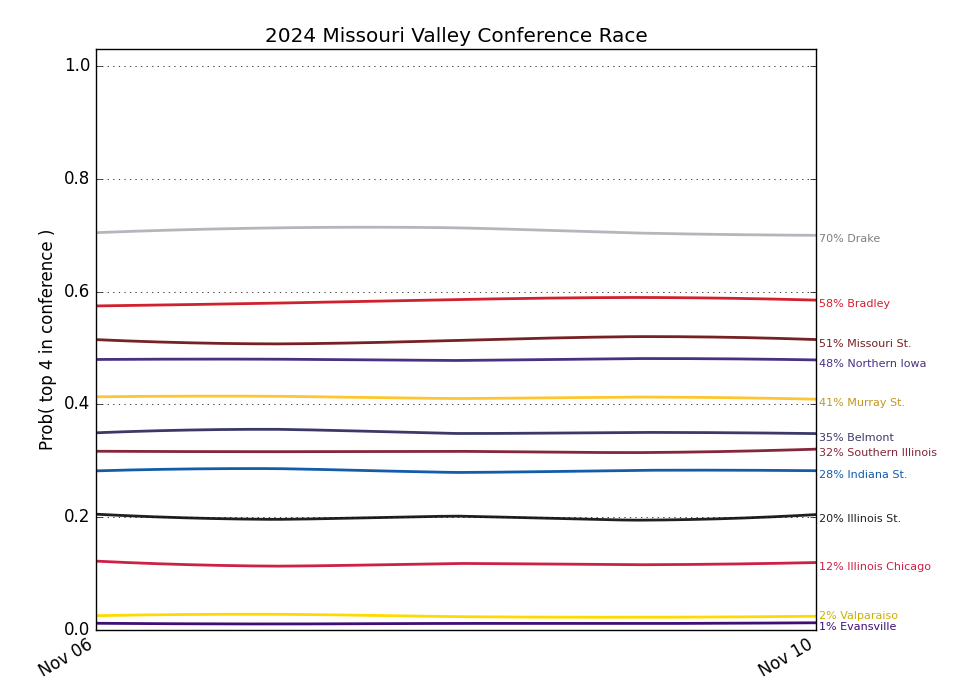 2024 Missouri Valley Conference Race
Prob( top 4 in conference )
1.0
0.8
0.6
0.4
0.2
0.0
70% Drake
58% Bradley
51% Missouri St.
48% Northern Iowa
41% Murray St.
35% Belmont
32% Southern Illinois
28% Indiana St.
20% Illinois St.
12% Illinois Chicago
2% Valparaiso
1% Evansville
Nov 06
Nov 10